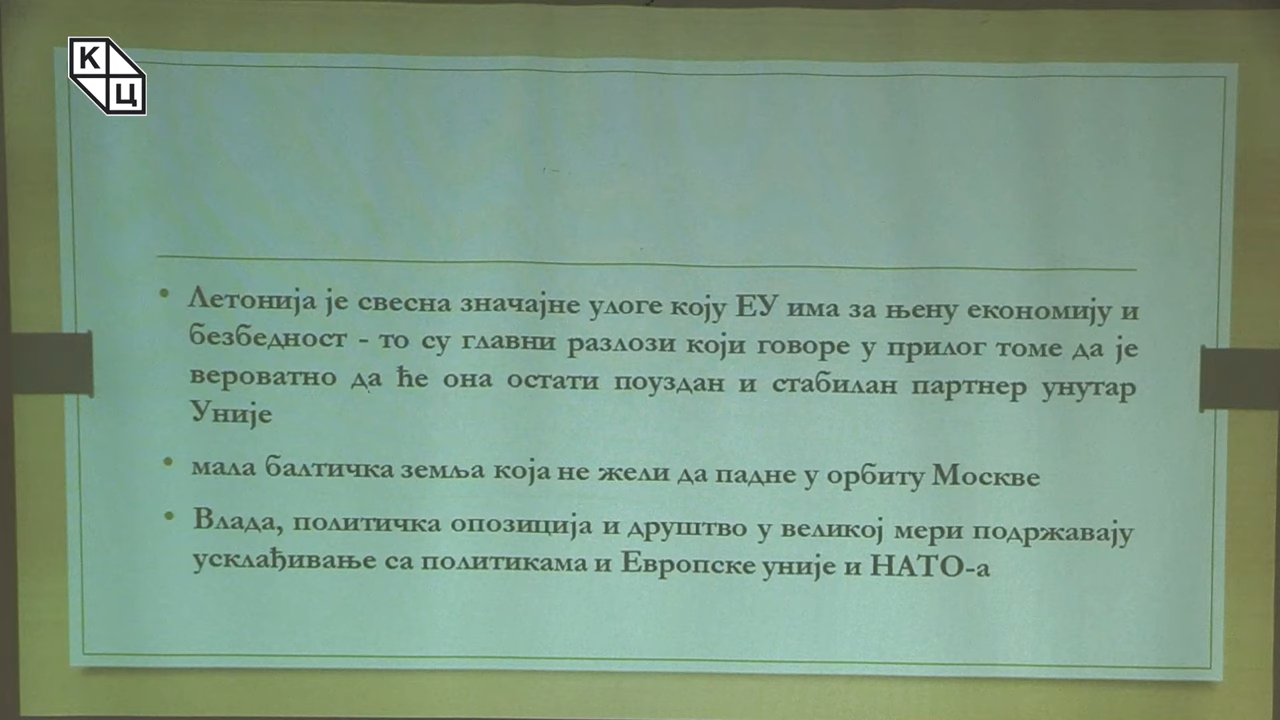 К
Ц
Летонија је свесна значајне улоге коју ЕУ има за њену економију и
безбедност - то су главни разлози који говоре у прилог томе да је
вероватно да ће она остати поуздан и стабилан партнер унутар
Уније
мала балтичка земља која не жели да падне у орбиту Москве
Влада, политичка опозиција и друштво у великој мери подржавају
усклађивање са политикама и Европске уније и НАТО-а